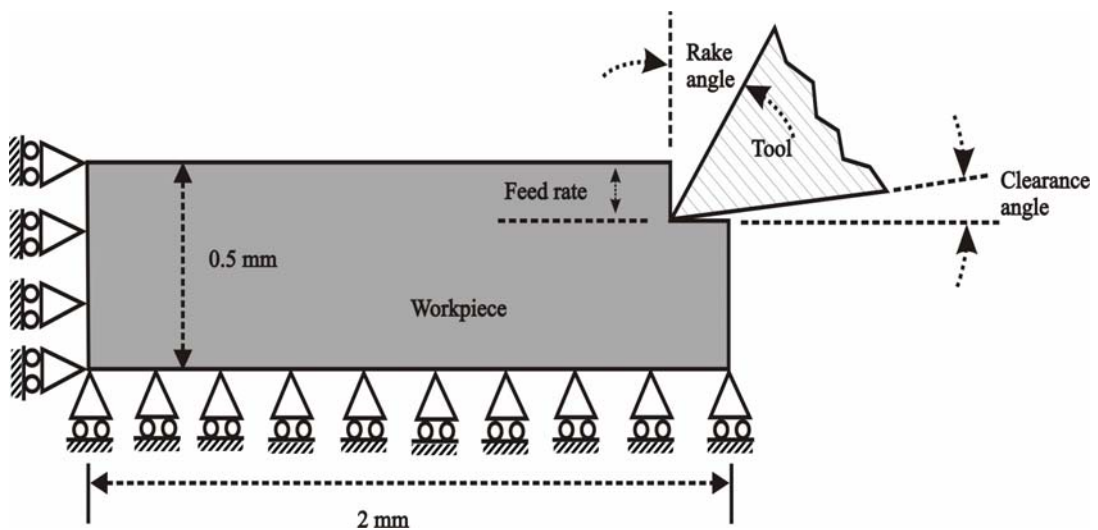 Rake
angle
Tool
Clearance
angle
Feed rate
0.5 mm
Workpiece
2 mm